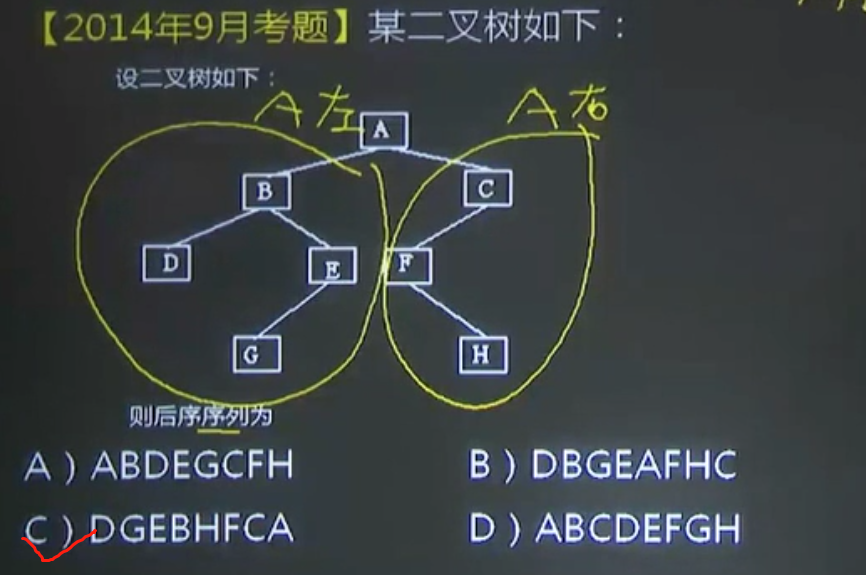 【2014年9月考题】某二叉树如下：
设二叉树如下：
A左 A右
A
B C
D E F
G H
则后序序列为
A）ABDEGCFH B）DBGEAFHC
C）DGEBHFCA D）ABCDEFGH